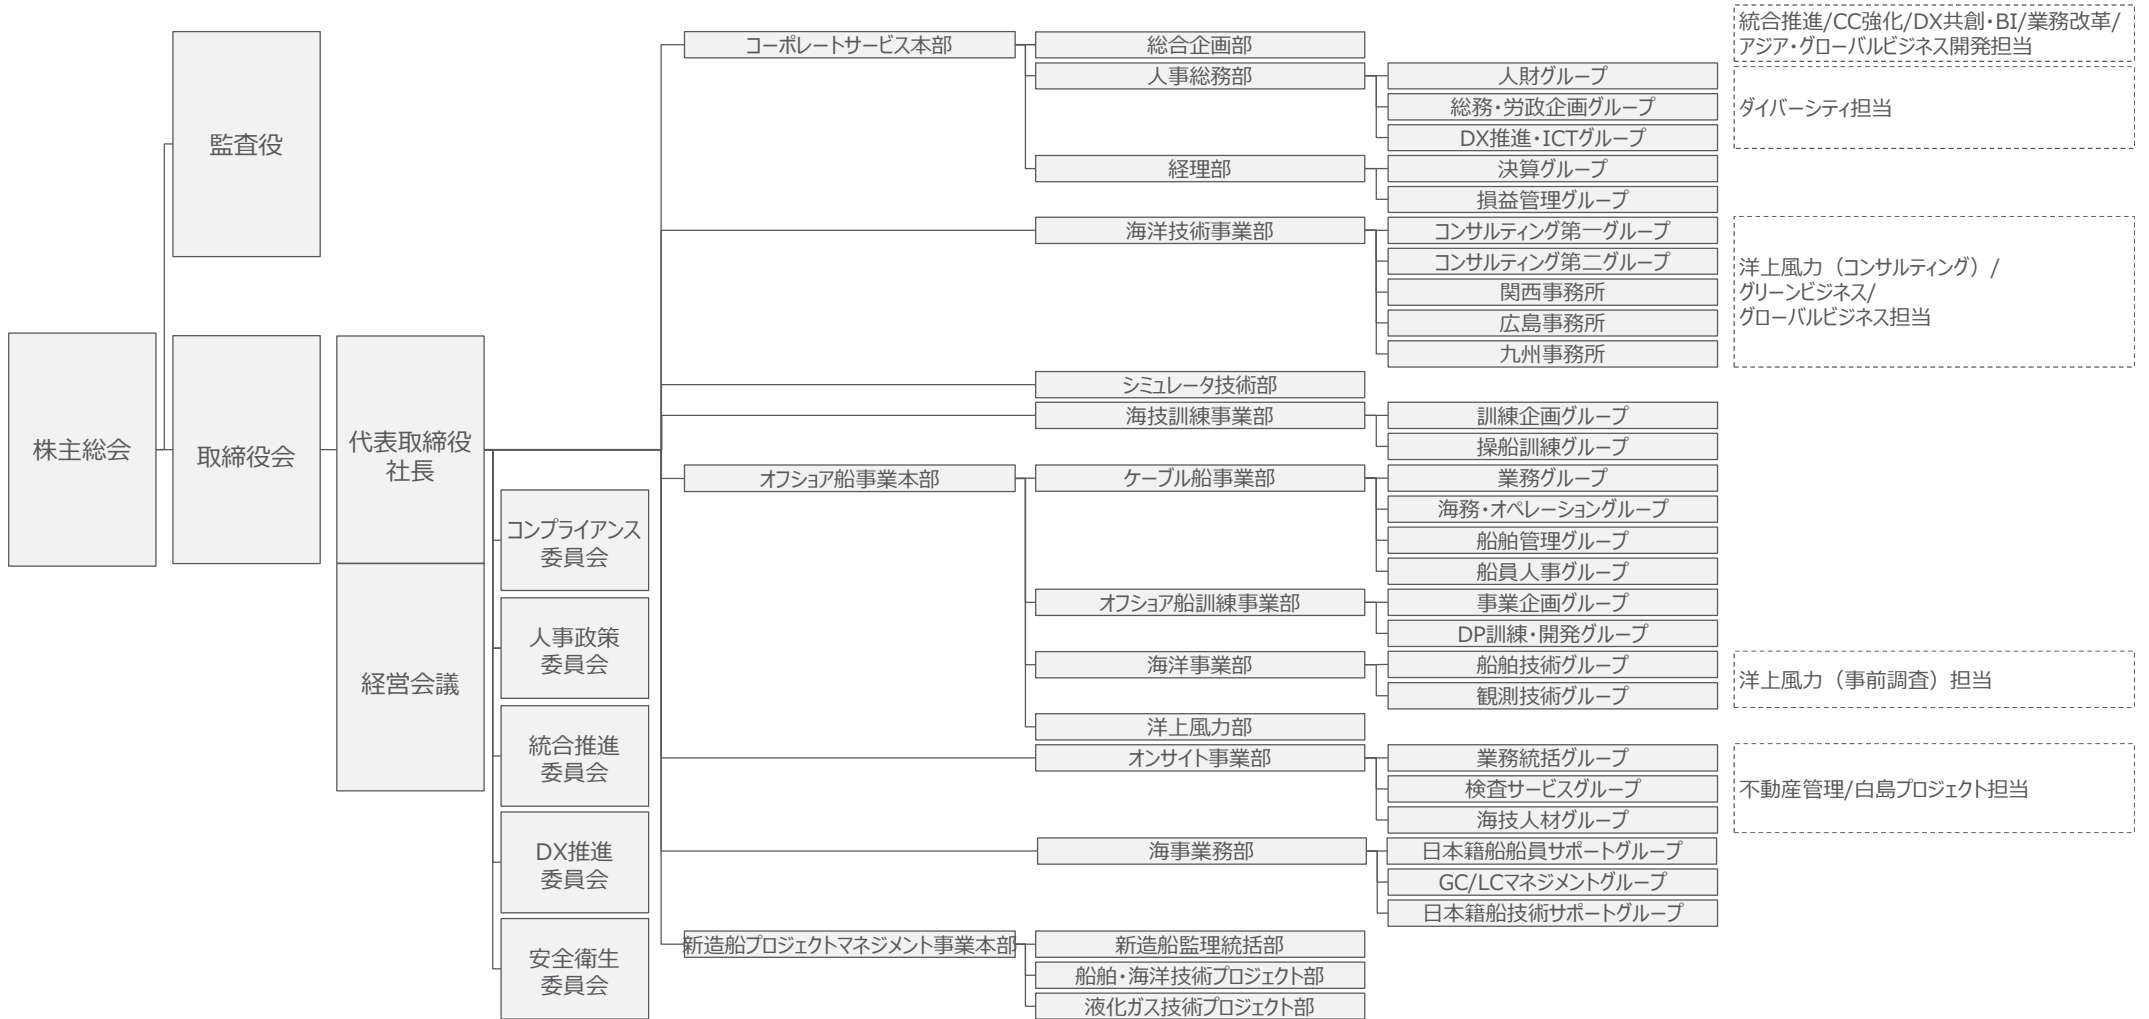 株主総会
監査役
取締役会
代表取締役
社長
経営会議
コンプライアンス
委員会
人事政策
委員会
統合推進
委員会
DX推進
委員会
安全衛生
委員会
コーポレートサービス本部
総合企画部
統合推進/CC強化/DX共創・BI/業務改革/
アジア・グローバルビジネス開発担当
人事総務部
人財グループ
総務・労政企画グループ
DX推進・ICTグループ
ダイバーシティ担当
経理部
決算グループ
損益管理グループ
海洋技術事業部
コンサルティング第一グループ
コンサルティング第二グループ
関西事務所
広島事務所
九州事務所
洋上風力（コンサルティング）/
グリーンビジネス/
グローバルビジネス担当
シミュレータ技術部
海技訓練事業部
訓練企画グループ
操船訓練グループ
オフショア船事業本部
ケーブル船事業部
業務グループ
海務・オペレーショングループ
船舶管理グループ
船員人事グループ
オフショア船訓練事業部
事業企画グループ
DP訓練・開発グループ
海洋事業部
船舶技術グループ
観測技術グループ
洋上風力（事前調査）担当
洋上風力部
オンサイト事業部
業務統括グループ
検査サービスグループ
海技人材グループ
不動産管理/白島プロジェクト担当
海事業務部
日本籍船船員サポートグループ
GC/LCマネジメントグループ
日本籍船技術サポートグループ
新造船プロジェクトマネジメント事業本部
新造船監理統括部
船舶・海洋技術プロジェクト部
液化ガス技術プロジェクト部